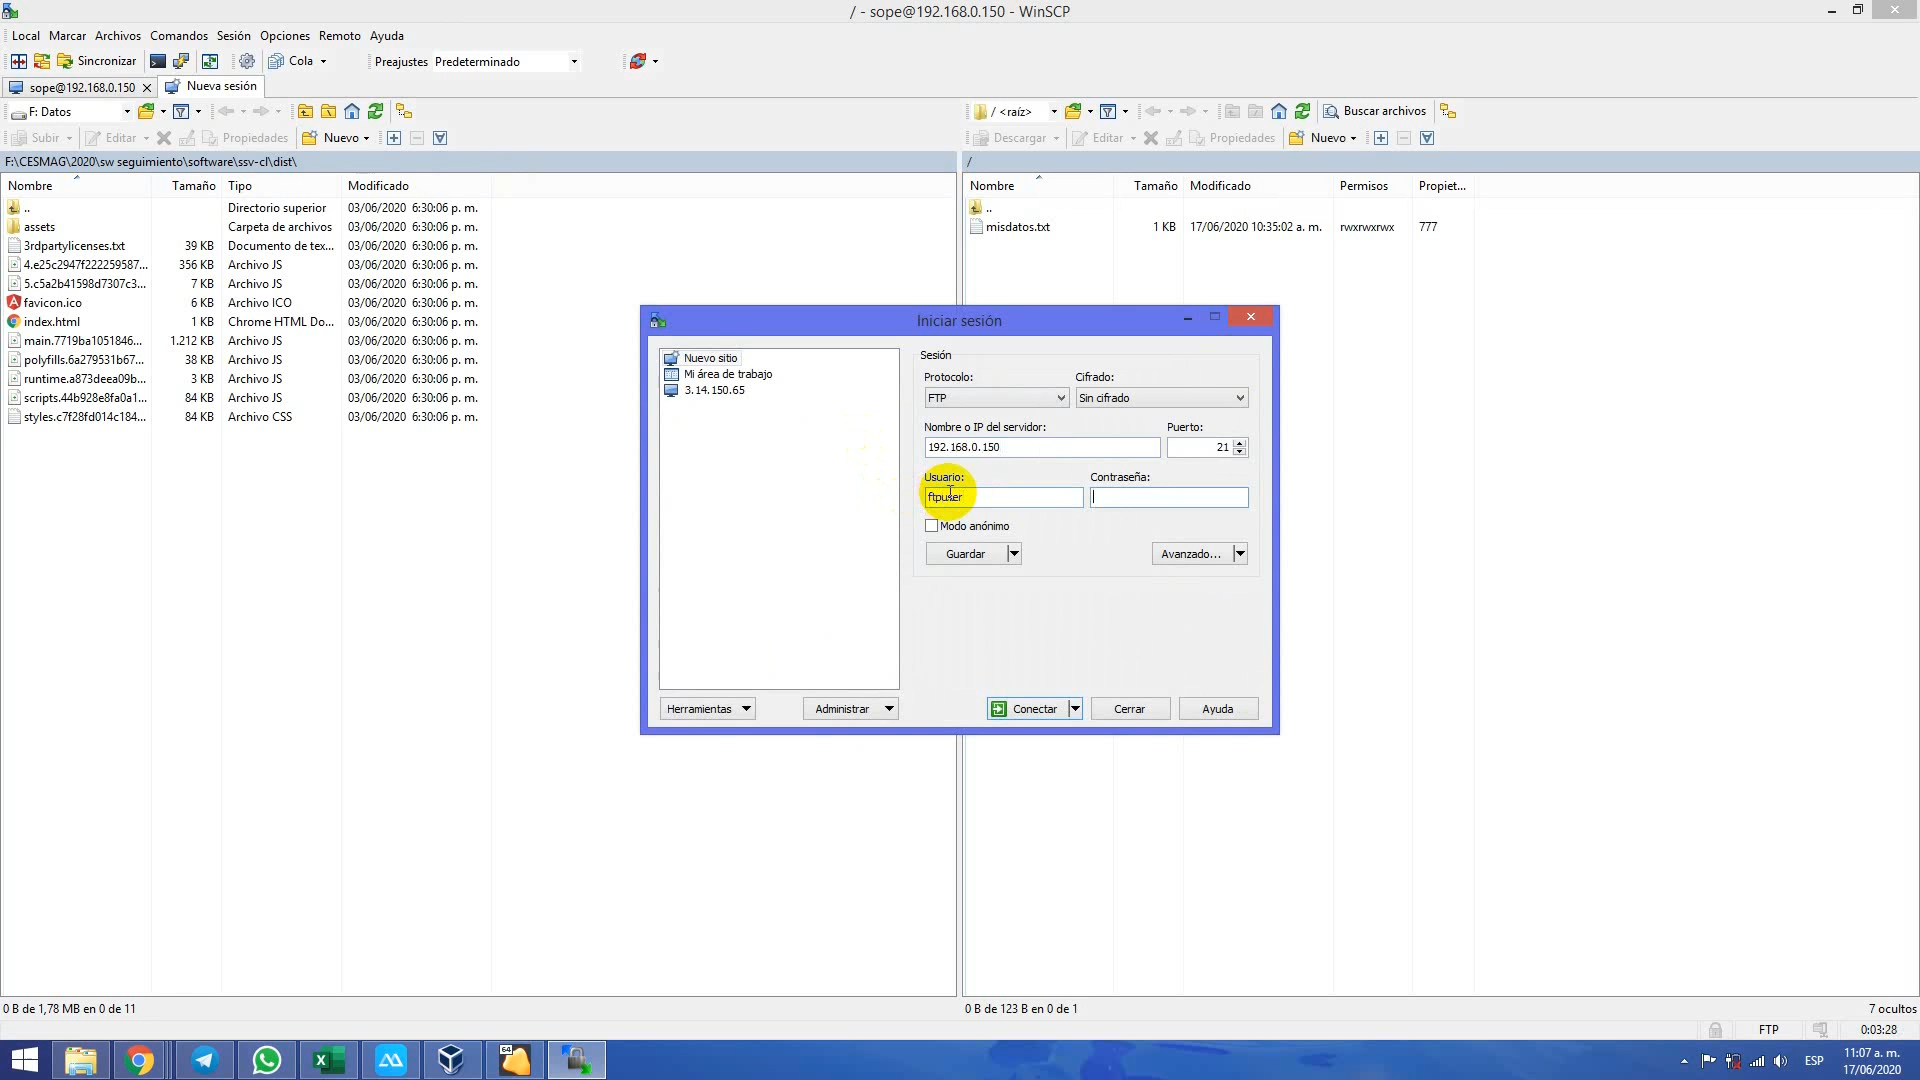 / - sope@192.168.0.150 - WinSCP
Local Marcar Archivos Comandos Sesión Opciones Remoto Ayuda
Sincronizar Cola Preajustes Predeterminado
sope@192.168.0.150 Nueva sesión
F: Datos
/ <raíz> Buscar archivos
Subir Editar Propiedades Nuevo
Descargar Editar Propiedades Nuevo
F:\CESMAG\2020\sw seguimiento\software\ssv-cl\dist\
/
Nombre Tamaño Tipo Modificado
.. Directorio superior 03/06/2020 6:30:06 p. m.
assets Carpeta de archivos 03/06/2020 6:30:06 p. m.
3rdpartylicenses.txt 39 KB Documento de tex... 03/06/2020 6:30:06 p. m.
4.e25c2947f222259587... 356 KB Archivo JS 03/06/2020 6:30:06 p. m.
5.c5a2b41598d7307c3... 7 KB Archivo JS 03/06/2020 6:30:06 p. m.
favicon.ico 6 KB Archivo ICO 03/06/2020 6:30:06 p. m.
index.html 1 KB Chrome HTML Do... 03/06/2020 6:30:06 p. m.
main.7719ba1051846... 1.212 KB Archivo JS 03/06/2020 6:30:06 p. m.
polyfills.6a279531b67... 38 KB Archivo JS 03/06/2020 6:30:06 p. m.
runtime.a873deea09b... 3 KB Archivo JS 03/06/2020 6:30:06 p. m.
scripts.44b928e8fa0a1... 84 KB Archivo JS 03/06/2020 6:30:06 p. m.
styles.c7f28fd014c184... 84 KB Archivo CSS 03/06/2020 6:30:06 p. m.
Nombre Tamaño Modificado Permisos Propiet...
..
misdatos.txt 1 KB 17/06/2020 10:35:02 a. m. rwxrwxrwx 777
Iniciar sesión
Nuevo sitio
Mi área de trabajo
3.14.150.65
Sesión
Protocolo: Cifrado:
FTP Sin cifrado
Nombre o IP del servidor: Puerto:
192.168.0.150 21
Usuario: Contraseña:
ftpuser
Modo anónimo
Guardar Avanzado...
Herramientas Administrar Conectar Cerrar Ayuda
0 B de 1,78 MB en 0 de 11
0 B de 123 B en 0 de 1 7 ocultos
FTP 0:03:28
64
ESP 11:07 a. m.
17/06/2020